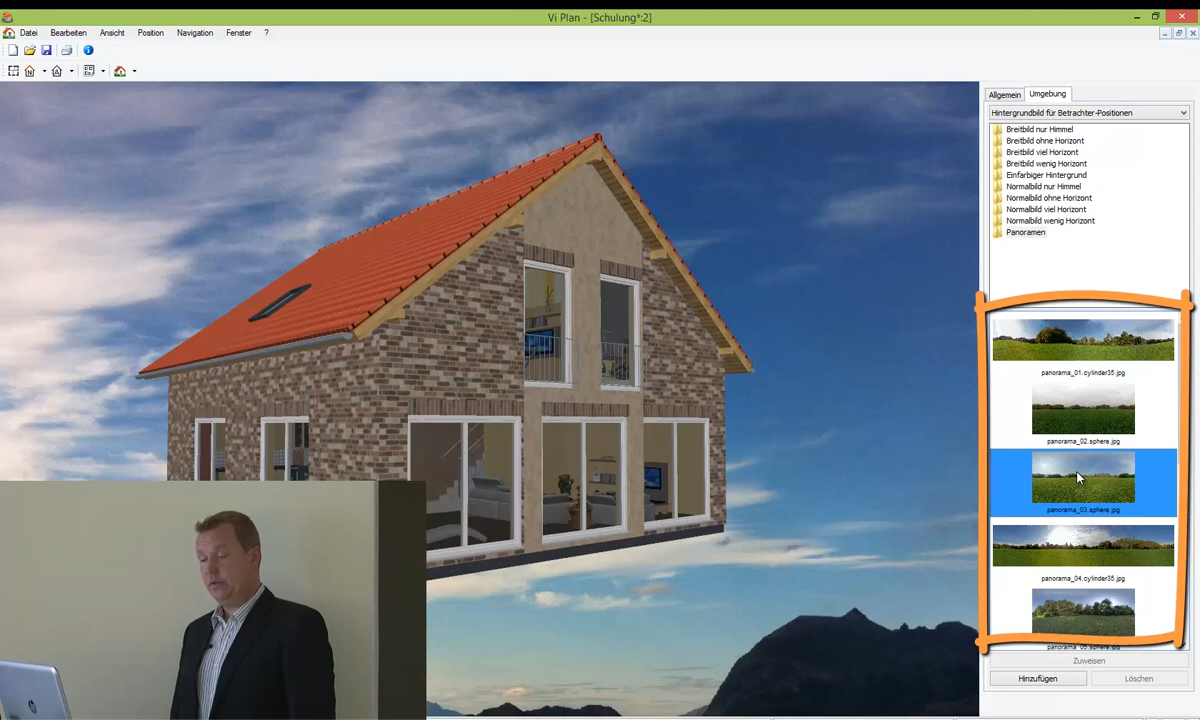 Vi Plan - [Schulung*:2]
Datei Bearbeiten Ansicht Position Navigation Fenster ?
Allgemein Umgebung
Hintergrundbild für Betrachter-Positionen
Breitbild nur Himmel
Breitbild ohne Horizont
Breitbild viel Horizont
Breitbild wenig Horizont
Einfarbiger Hintergrund
Normalbild nur Himmel
Normalbild ohne Horizont
Normalbild viel Horizont
Normalbild wenig Horizont
Panoramen
panorama_01.cylinder35.jpg
panorama_02.sphere.jpg
panorama_03.sphere.jpg
panorama_04.cylinder35.jpg
panorama_05.sphere.jpg
Zuweisen
Hinzufügen Löschen